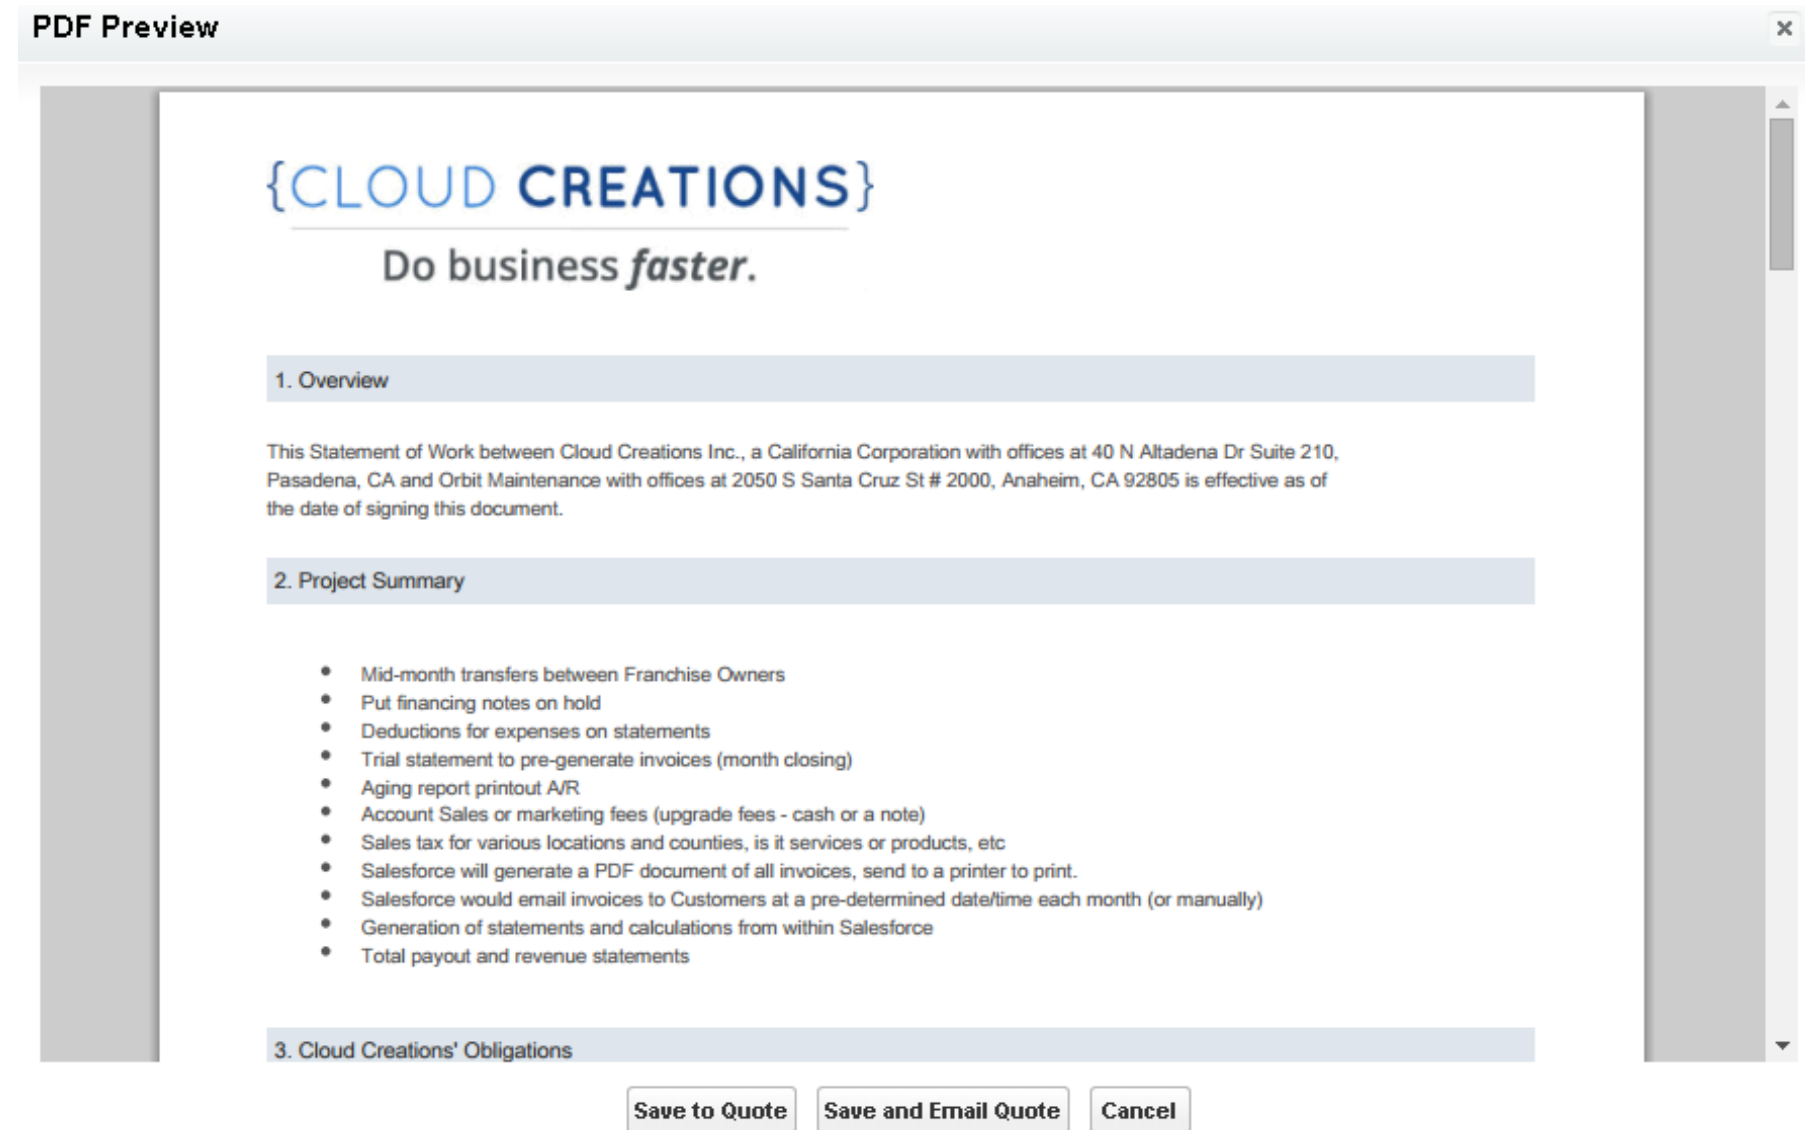 PDF Preview
{CLOUD CREATIONS}
Do business faster.
1. Overview
This Statement of Work between Cloud Creations Inc., a California Corporation with offices at 40 N Altadena Dr Suite 210,
Pasadena, CA and Orbit Maintenance with offices at 2050 S Santa Cruz St # 2000, Anaheim, CA 92805 is effective as of
the date of signing this document.
2. Project Summary
• Mid-month transfers between Franchise Owners
• Put financing notes on hold
• Deductions for expenses on statements
• Trial statement to pre-generate invoices (month closing)
• Aging report printout A/R
• Account Sales or marketing fees (upgrade fees - cash or a note)
• Sales tax for various locations and counties, is it services or products, etc
• Salesforce will generate a PDF document of all invoices, send to a printer to print.
• Salesforce would email invoices to Customers at a pre-determined date/time each month (or manually)
• Generation of statements and calculations from within Salesforce
• Total payout and revenue statements
3. Cloud Creations' Obligations
Save to Quote Save and Email Quote Cancel